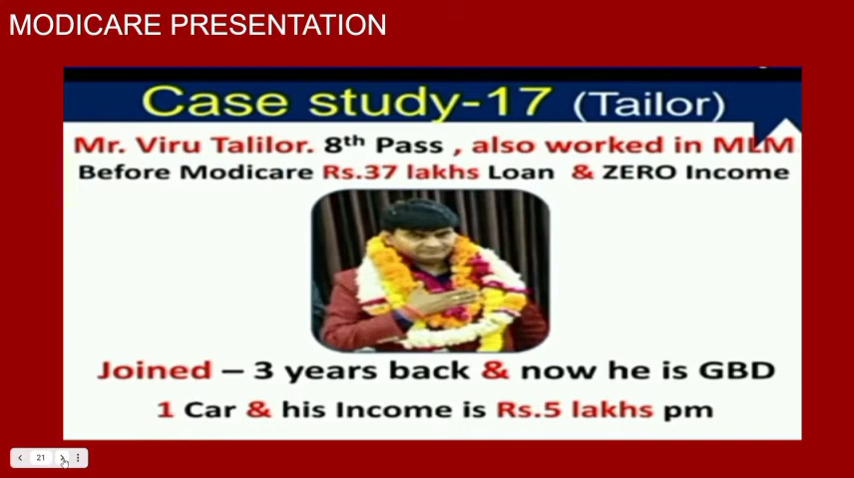 MODICARE PRESENTATION
Case study-17 (Tailor)
Mr. Viru Talilor. 8th Pass , also worked in MLM
Before Modicare Rs.37 lakhs Loan & ZERO Income
Joined – 3 years back & now he is GBD
1 Car & his Income is Rs.5 lakhs pm
21